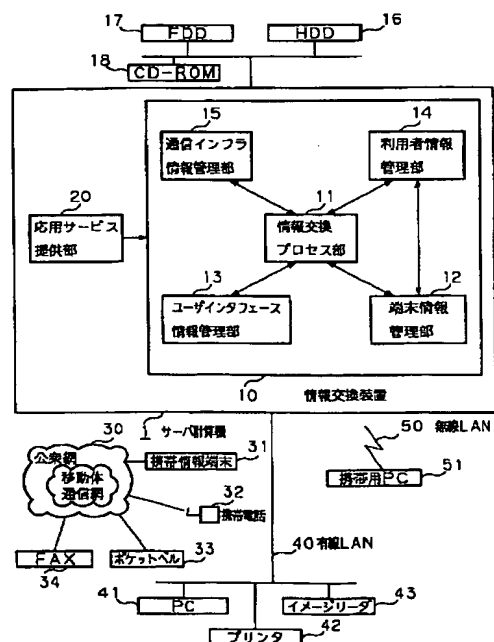 17
FDD
HDD
16
18
CD-ROM
15
通信インフラ
情報管理部
14
利用者情報
管理部
20
応用サービス
提供部
11
情報交換
プロセス部
13
ユーザインタフェース
情報管理部
12
端末情報
管理部
10
情報交換装置
1
サーバ計算機
30
公衆網
移動体
通信網
31
携帯情報端末
32
携帯電話
FAX
34
ポケットベル
33
50
無線LAN
携帯用PC
51
40
有線LAN
41
PC
イメージリーダ
43
プリンタ
42